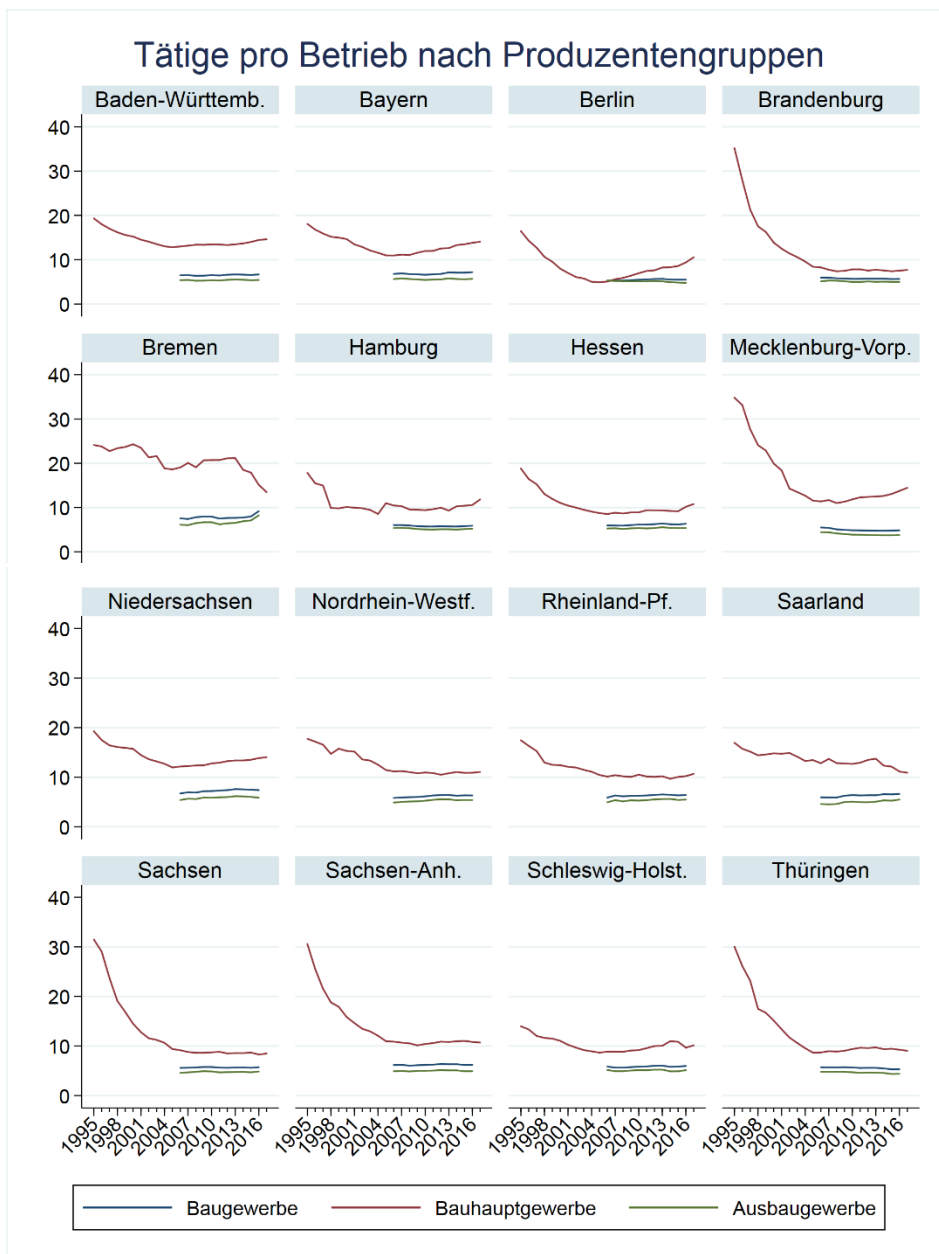 Tätige pro Betrieb nach Produzentengruppen
Baden-Württemb. Bayern Berlin Brandenburg
40
30
20
10
0
Bremen Hamburg Hessen Mecklenburg-Vorp.
40
30
20
10
0
Niedersachsen Nordrhein-Westf. Rheinland-Pf. Saarland
40
30
20
10
0
Sachsen Sachsen-Anh. Schleswig-Holst. Thüringen
40
30
20
10
0
1995 1998 2001 2004 2007 2010 2013 2016 1995 1998 2001 2004 2007 2010 2013 2016 1995 1998 2001 2004 2007 2010 2013 2016 1995 1998 2001 2004 2007 2010 2013 2016
Baugewerbe Bauhauptgewerbe Ausbaugewerbe